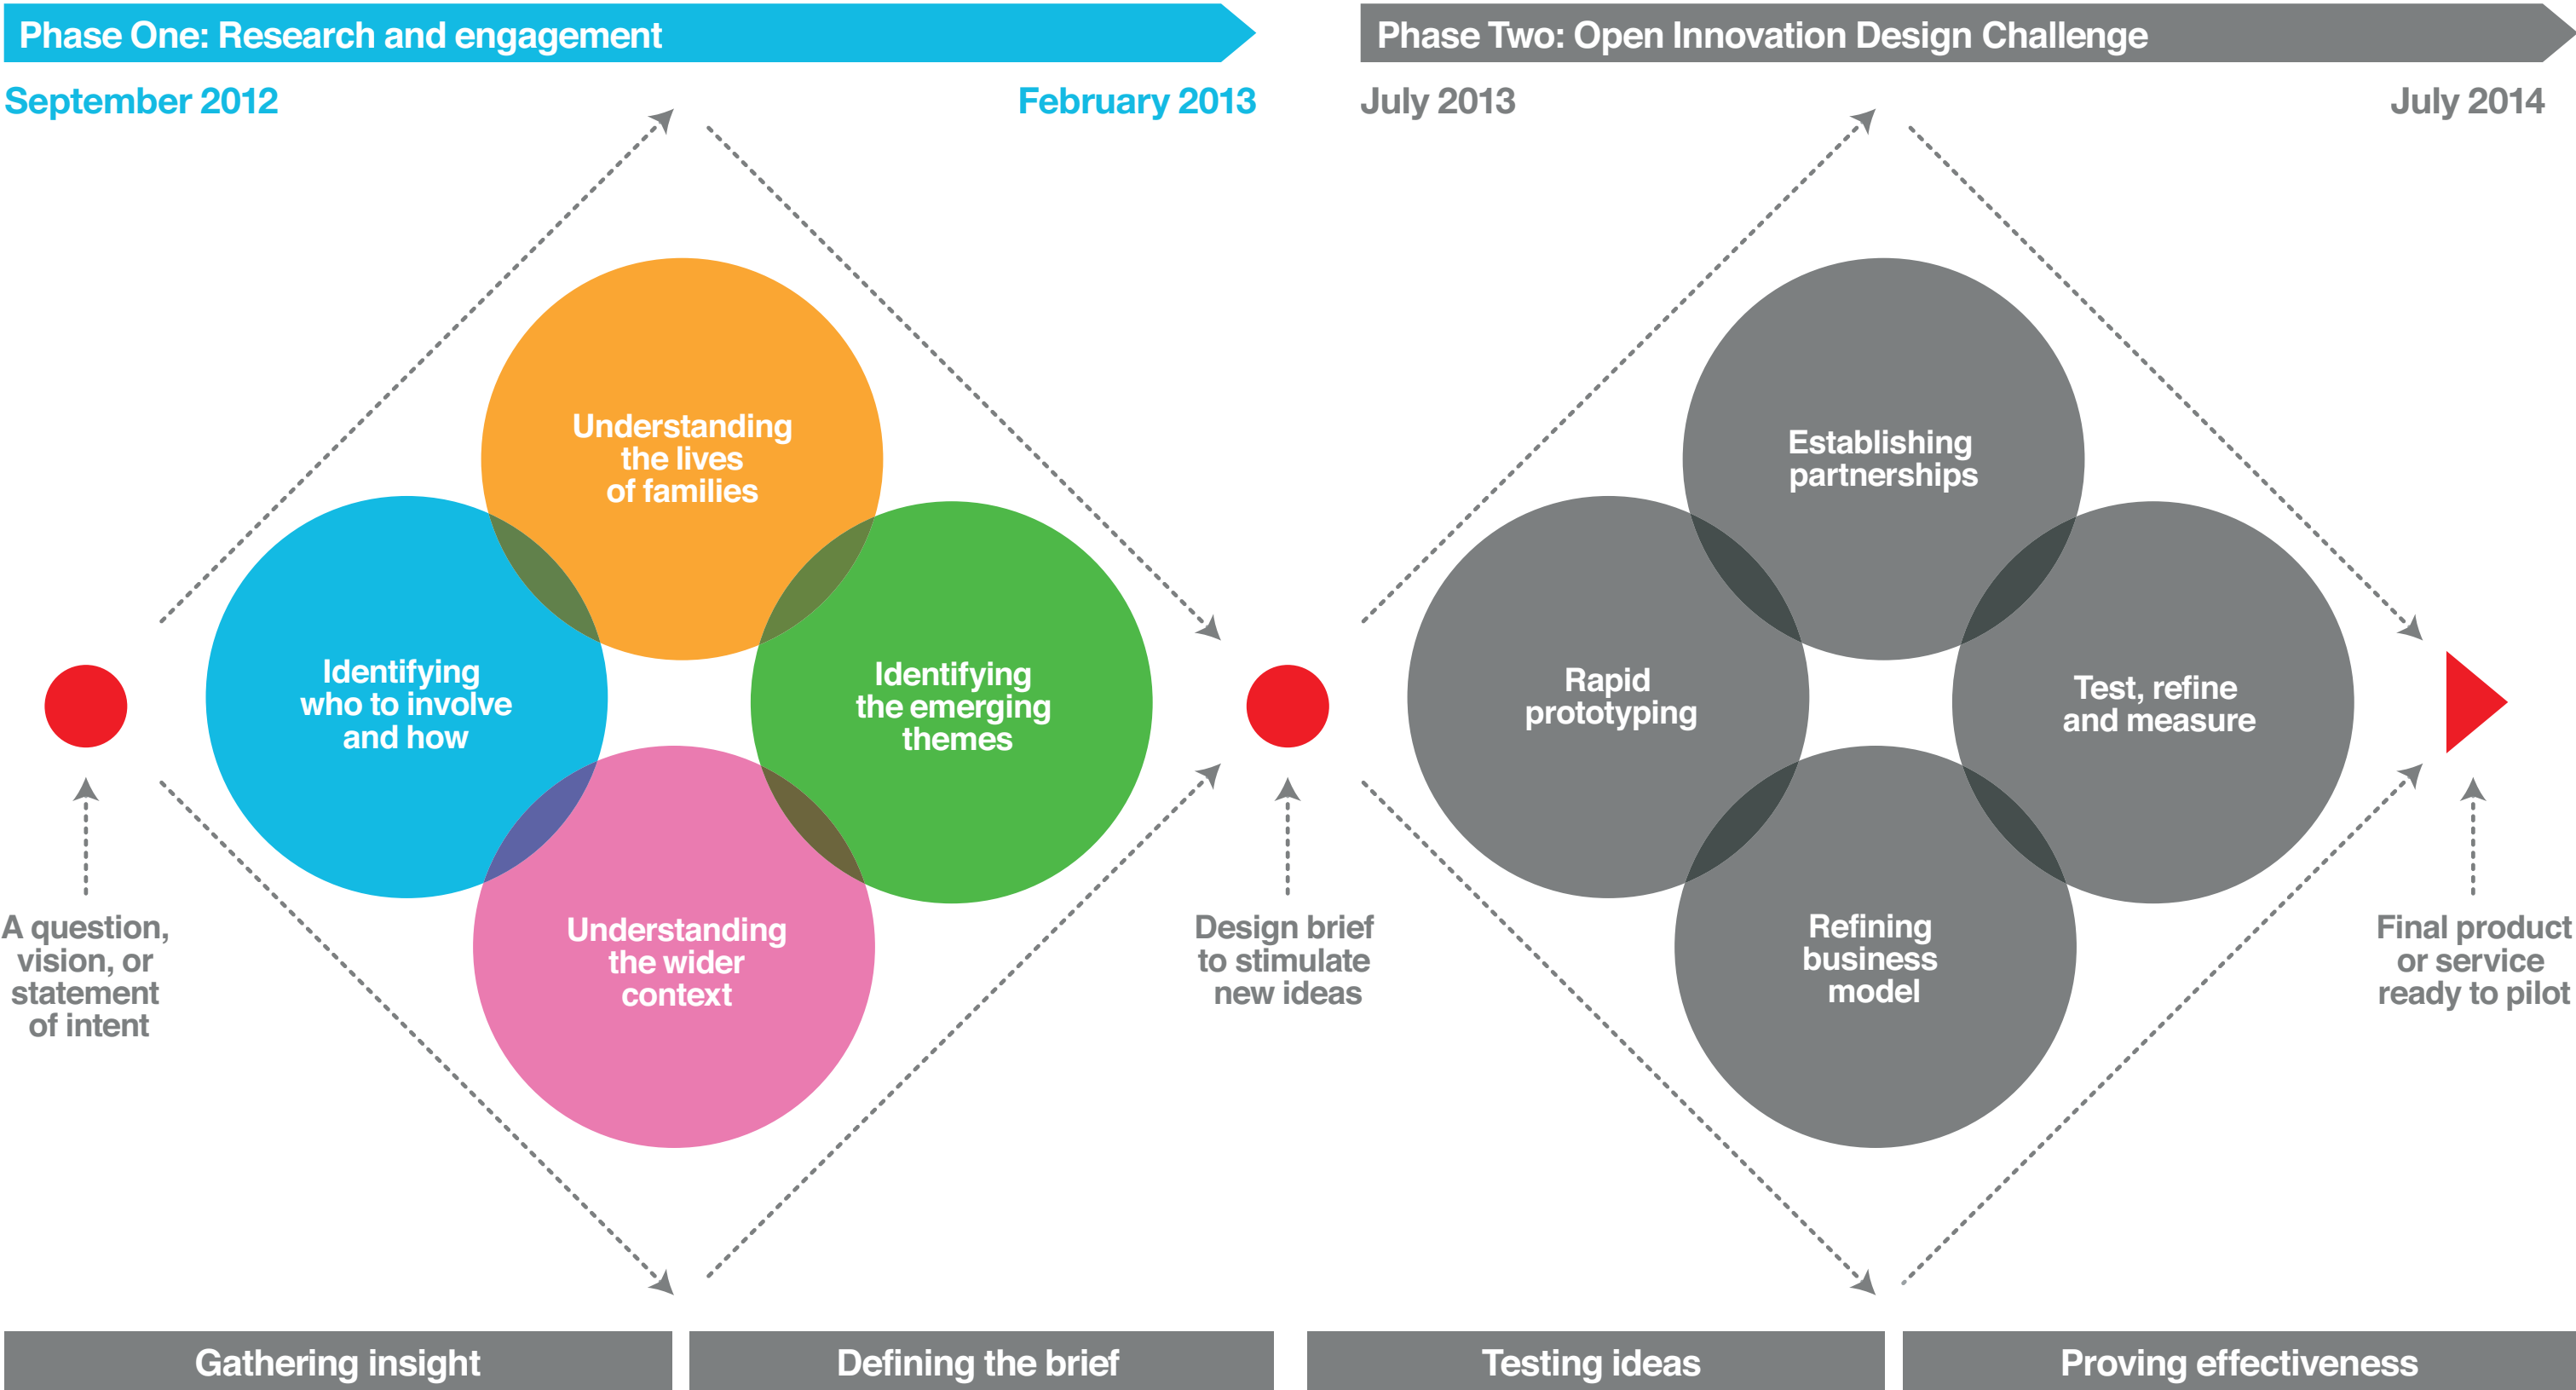 Phase One: Research and engagement
Phase Two: Open Innovation Design Challenge
September 2012
February 2013
July 2013
July 2014
Understanding
the lives
of families
Identifying
who to involve
and how
Identifying
the emerging
themes
Understanding
the wider
context
Establishing
partnerships
Rapid
prototyping
Test, refine
and measure
Refining
business
model
A question,
vision, or
statement
of intent
Design brief
to stimulate
new ideas
Final product
or service
ready to pilot
Gathering insight
Defining the brief
Testing ideas
Proving effectiveness